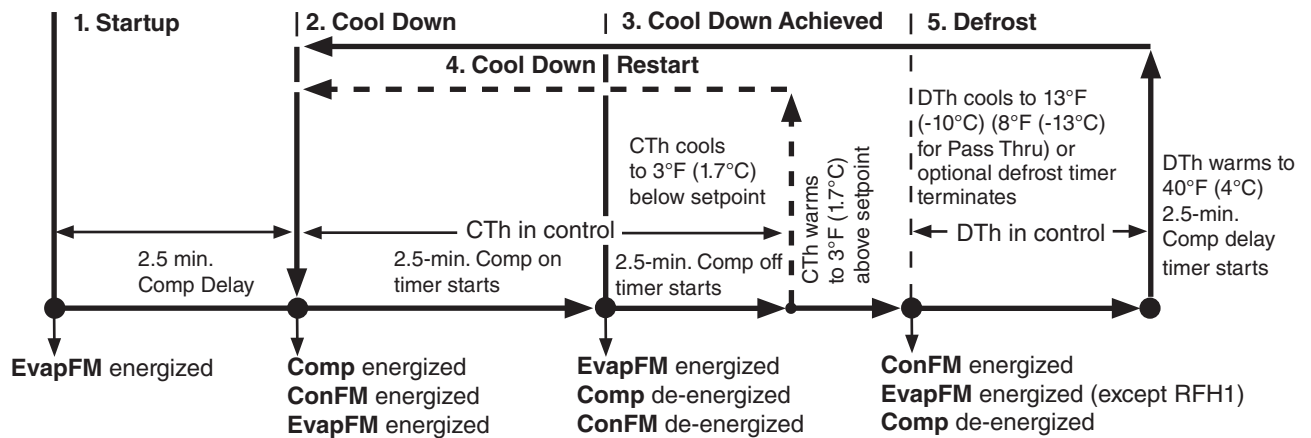 1. Startup
2. Cool Down
3. Cool Down Achieved
5. Defrost
4. Cool Down Restart
CTh cools
to 3°F (1.7°C)
below setpoint
CTh warms
to 3°F (1.7°C)
above setpoint
DTh cools to 13°F
(-10°C) (8°F (-13°C)
for Pass Thru) or
optional defrost timer
terminates
DTh warms to
40°F (4°C)
2.5-min.
Comp delay
timer starts
CTh in control
DTh in control
2.5 min.
Comp Delay
2.5-min. Comp on
timer starts
2.5-min. Comp off
timer starts
EvapFM energized
Comp energized
ConFM energized
EvapFM energized
EvapFM energized
Comp de-energized
ConFM de-energized
ConFM energized
EvapFM energized (except RFH1)
Comp de-energized